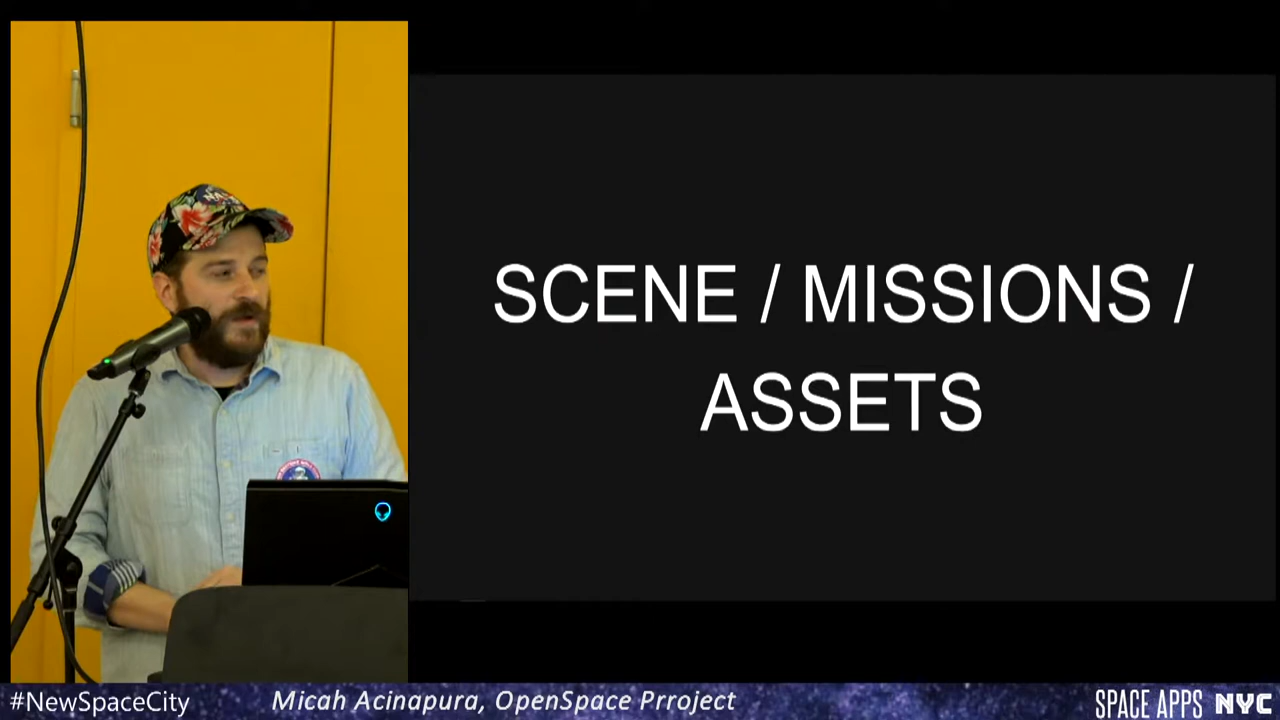 SCENE / MISSIONS /
ASSETS
#NewSpaceCity
Micah Acinapura, OpenSpace Prroject
SPACE APPS NYC